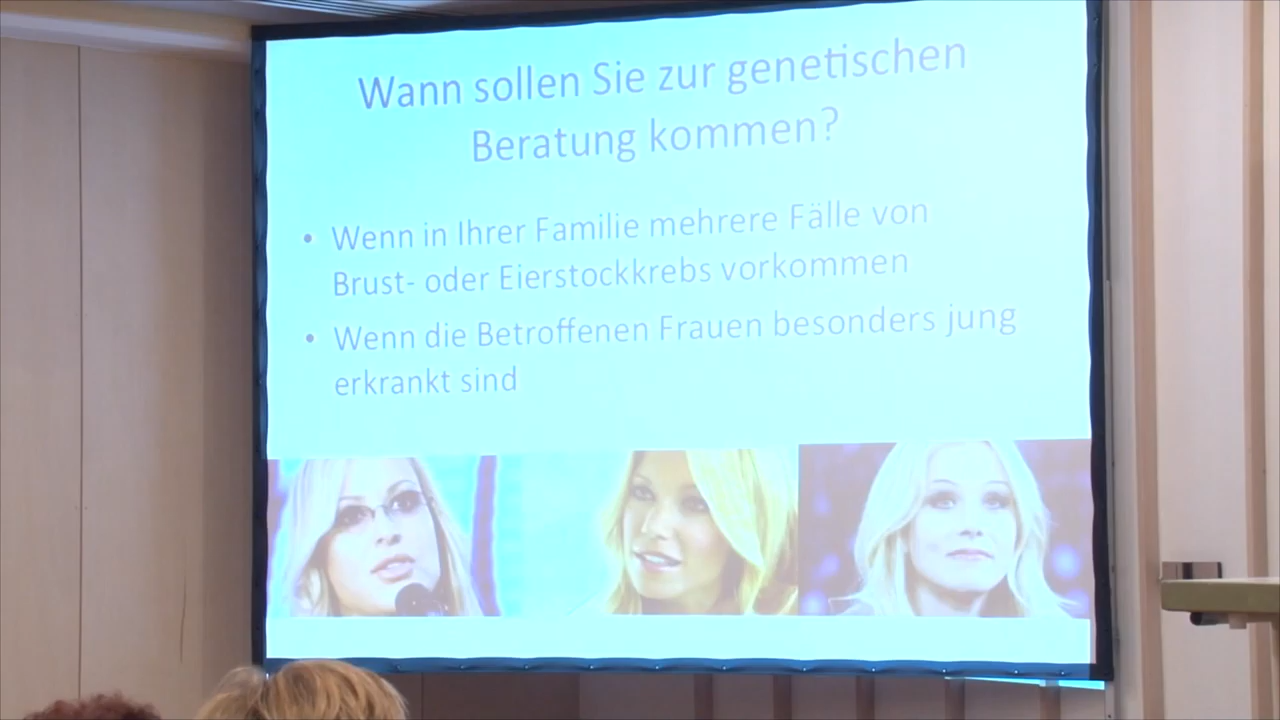 Wann sollen Sie zur genetischen
Beratung kommen?
• Wenn in Ihrer Familie mehrere Fälle von
Brust- oder Eierstockkrebs vorkommen
• Wenn die Betroffenen Frauen besonders jung
erkrankt sind